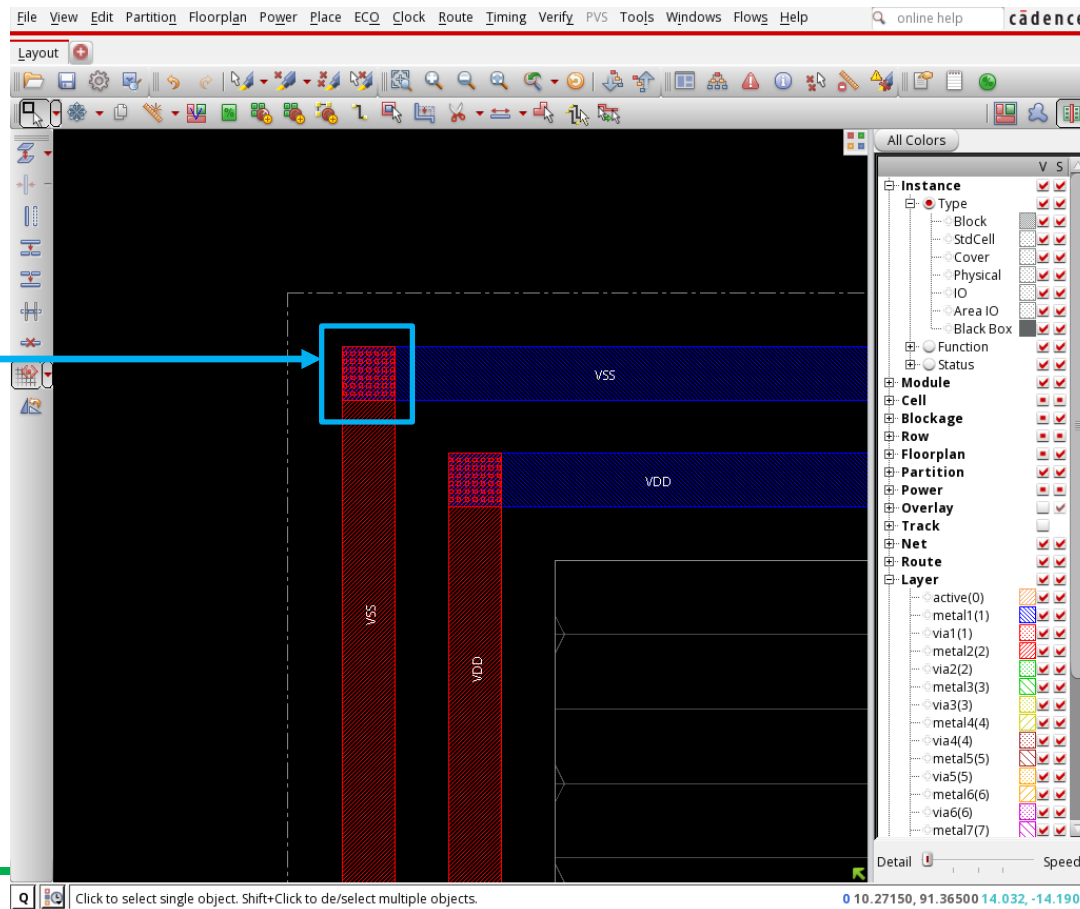 File View Edit Partition Floorplan Power Place ECO Clock Route Timing Verify PVS Tools Windows Flows Help online help cādence
Layout
All Colors
V S
Instance
Type
Block
StdCell
Cover
Physical
IO
Area IO
Black Box
Function
Status
Module
Cell
Blockage
Row
Floorplan
Partition
Power
Overlay
Track
Net
Route
Layer
active(0)
metal1(1)
via1(1)
metal2(2)
via2(2)
metal3(3)
via3(3)
metal4(4)
via4(4)
metal5(5)
via5(5)
metal6(6)
via6(6)
metal7(7)
VSS
VDD
VSS
VDD
Detail Speed
Q Click to select single object. Shift+Click to de/select multiple objects. 0 10.27150, 91.36500 14.032, -14.190